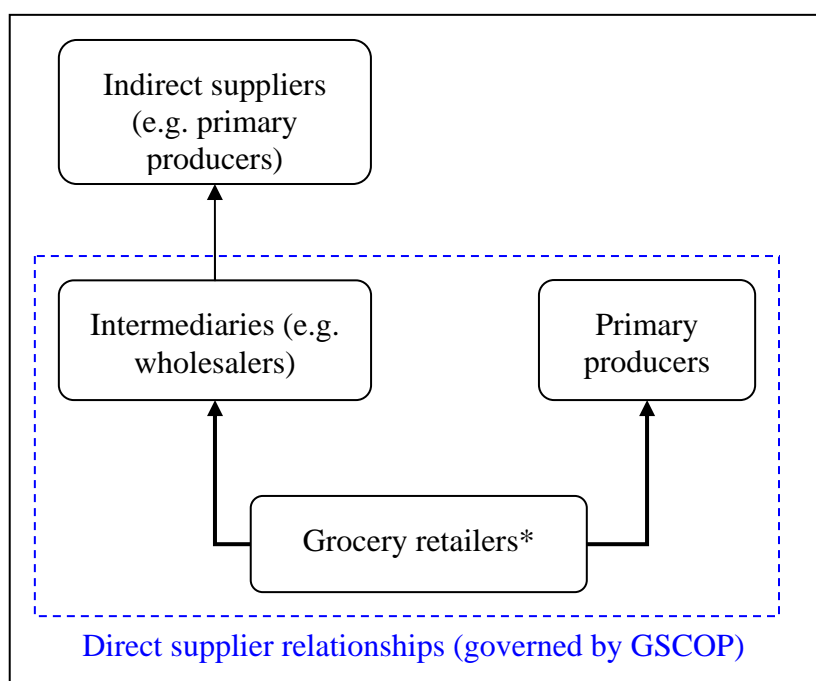 Indirect suppliers
(e.g. primary
producers)
Intermediaries (e.g.
wholesalers)
Primary
producers
Grocery retailers*
Direct supplier relationships (governed by GSCOP)